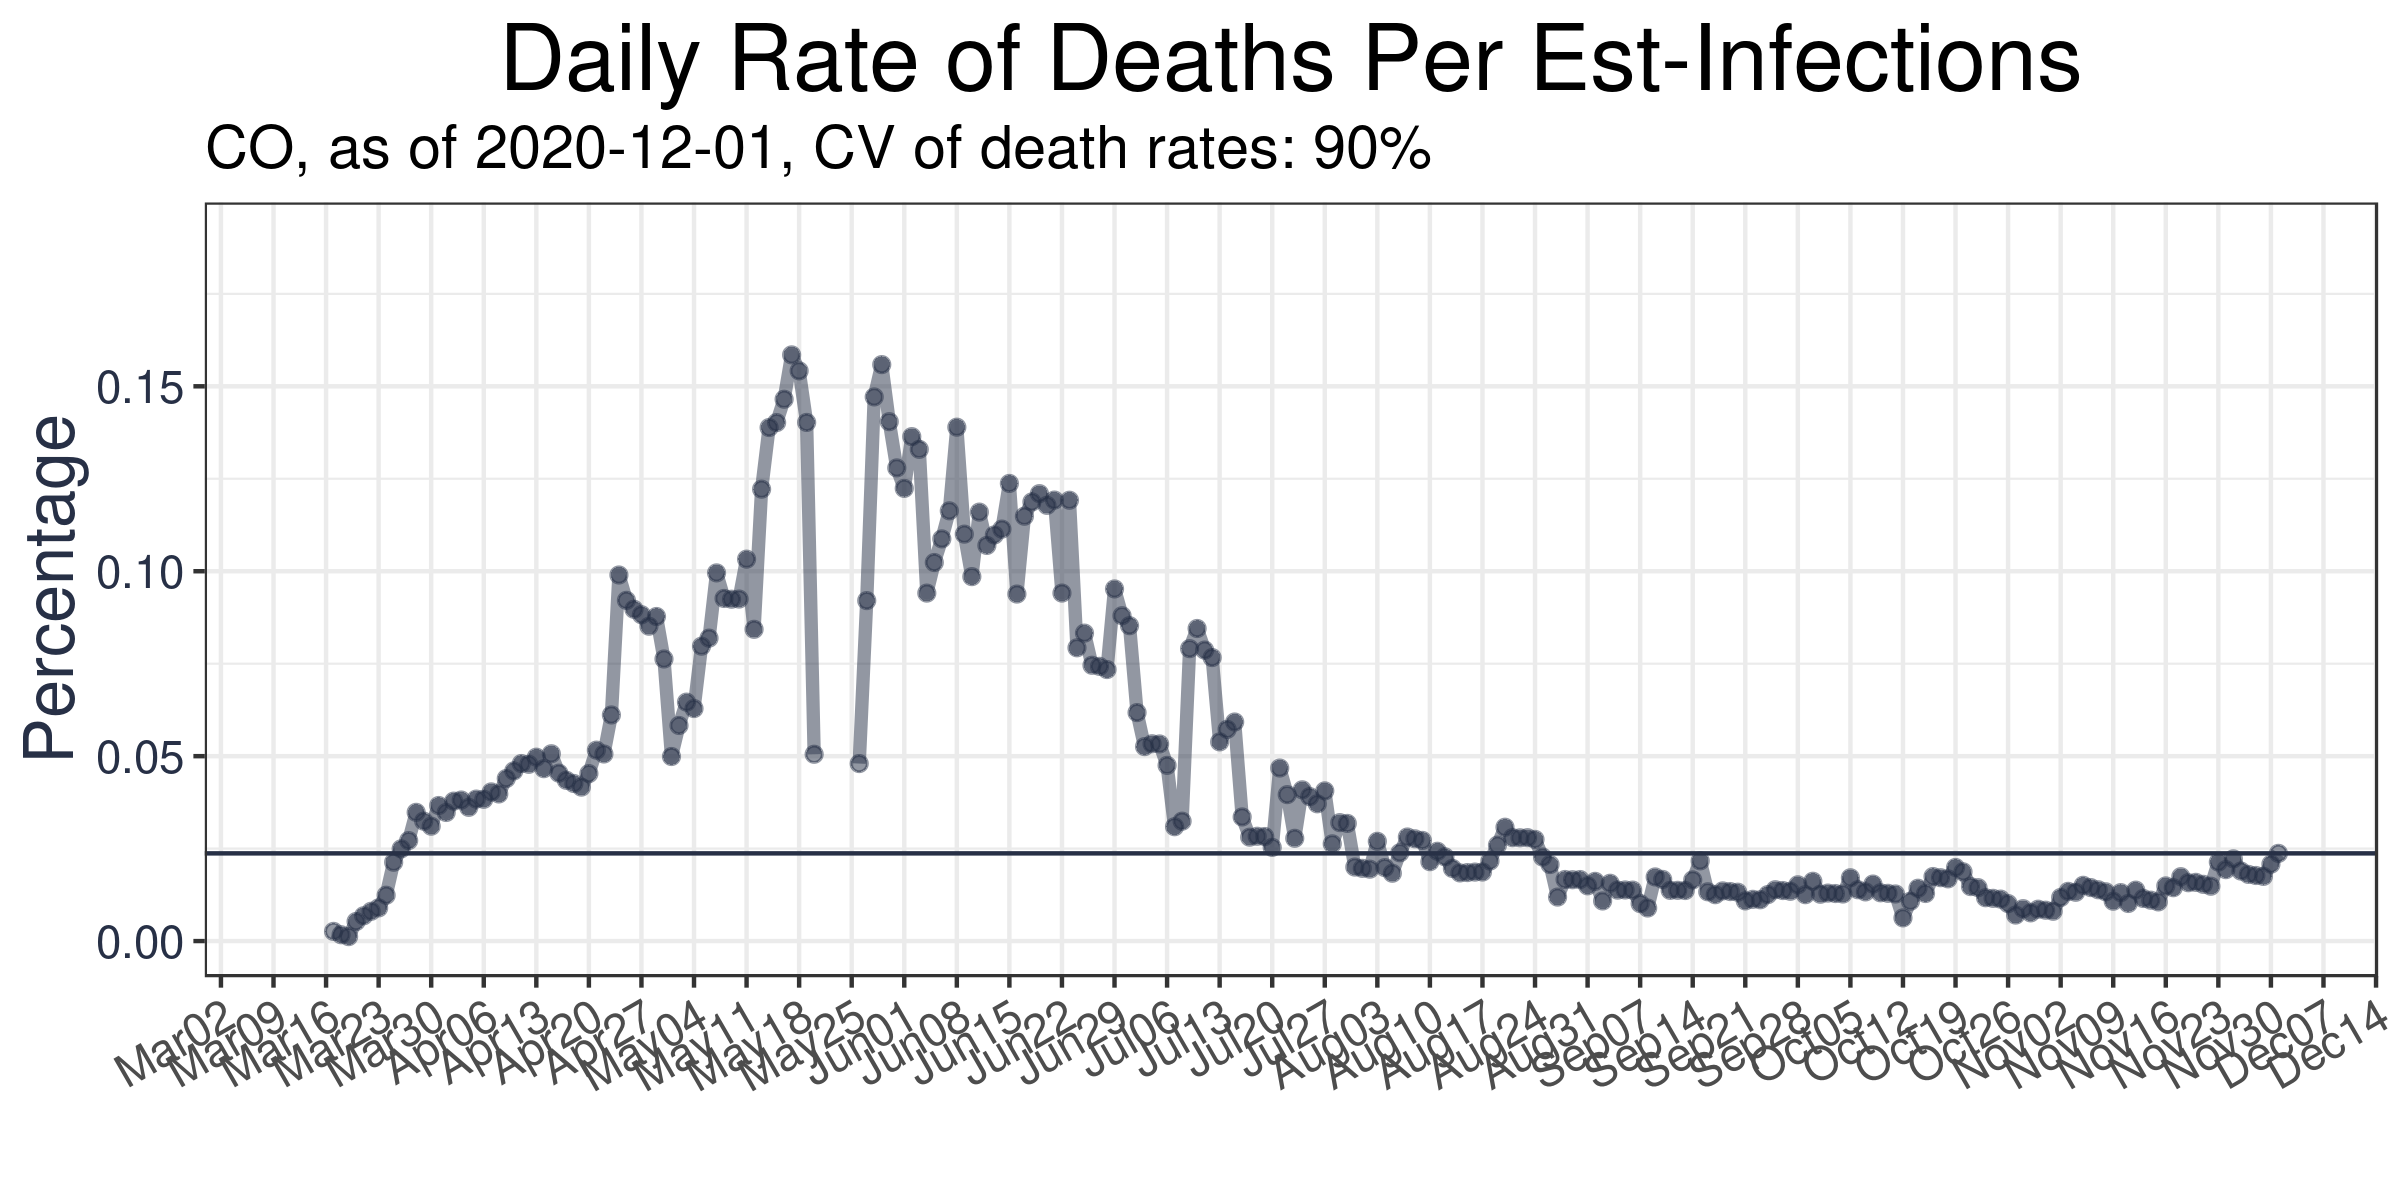 Daily Rate of Deaths Per Est-Infections
CO, as of 2020-12-01, CV of death rates: 90%
Percentage
0.15
0.10
0.05
0.00
Mar02
Mar09
Mar16
Mar23
Mar30
Apr06
Apr13
Apr20
Apr27
May04
May11
May18
May25
Jun01
Jun08
Jun15
Jun22
Jun29
Jul06
Jul13
Jul20
Jul27
Aug03
Aug10
Aug17
Aug24
Aug31
Sep07
Sep14
Sep21
Sep28
Oct05
Oct12
Oct19
Oct26
Nov02
Nov09
Nov16
Nov23
Nov30
Dec07
Dec14